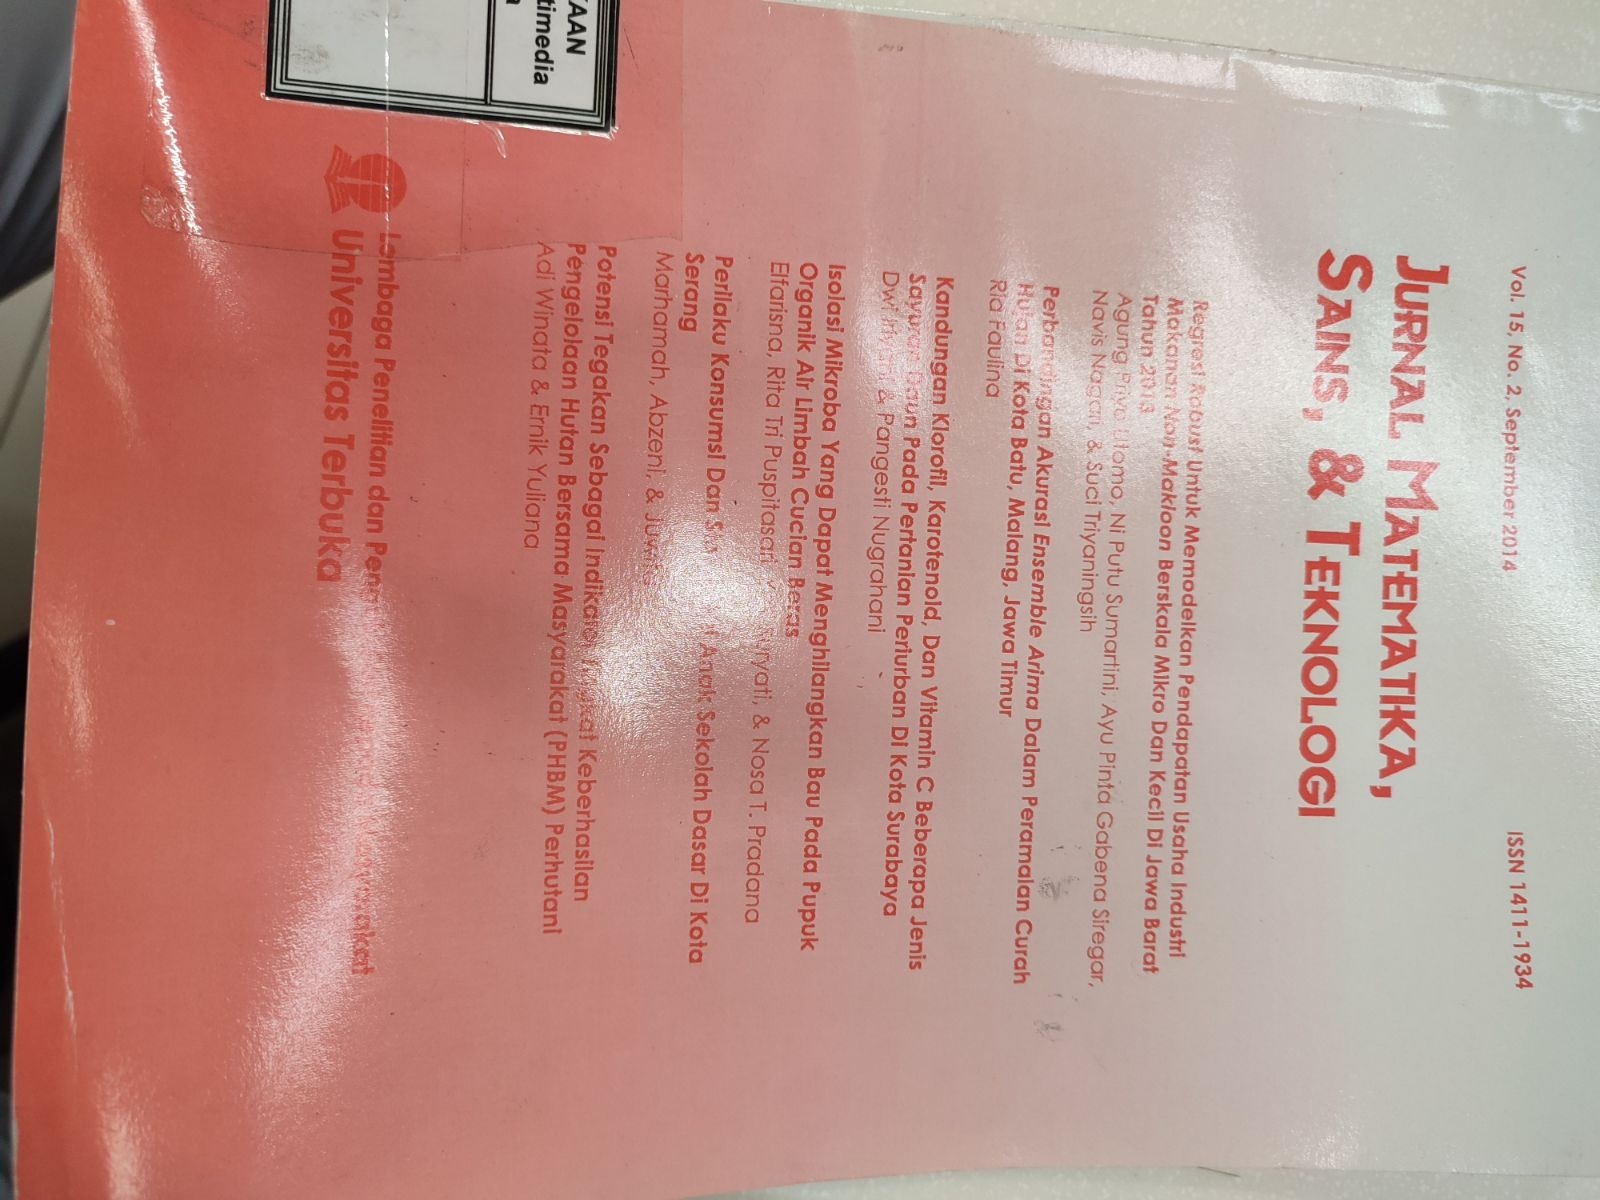 Vol. 15, No. 2, September 2014
ISSN 1411-1934
JURNAL MATEMATIKA,
SAINS, & TEKNOLOGI
Regresi Robust Untuk Memodelkan Pendapatan Usaha Industri
Makanan Non-Makloon Berskala Mikro Dan Kecil Di Jawa Barat
Tahun 2013
Agung Priyo Utomo, Ni Putu Sumartini, Ayu Pinta Gabena Siregar,
Navis Nagari, & Suci Triyaningsih
Perbandingan Akurasi Ensemble Arima Dalam Peramalan Curah
Hujan Di Kota Batu, Malang, Jawa Timur
Ria Faulina
Kandungan Klorofil, Karotenoid, Dan Vitamin C Beberapa Jenis
Sayuran Daun Pada Pertanian Periurban Di Kota Surabaya
Dwi & Pangesti Nugrahani
Isolasi Mikroba Yang Dapat Menghilangkan Bau Pada Pupuk
Organik Air Limbah Cucian Beras
Elfarisna, Rita Tri Puspitasari, & Nosa T. Pradana
Perilaku Konsumsi Dan Anak Sekolah Dasar Di Kota
Serang
Marhamah, Abzeni, &
Potensi Tegakan Sebagai Indikator Tingkat Keberhasilan
Pengelolaan Hutan Bersama Masyarakat (PHBM) Perhutani
Adi Winata & Ernik Yuliana
Lembaga Penelitian dan
Universitas Terbuka